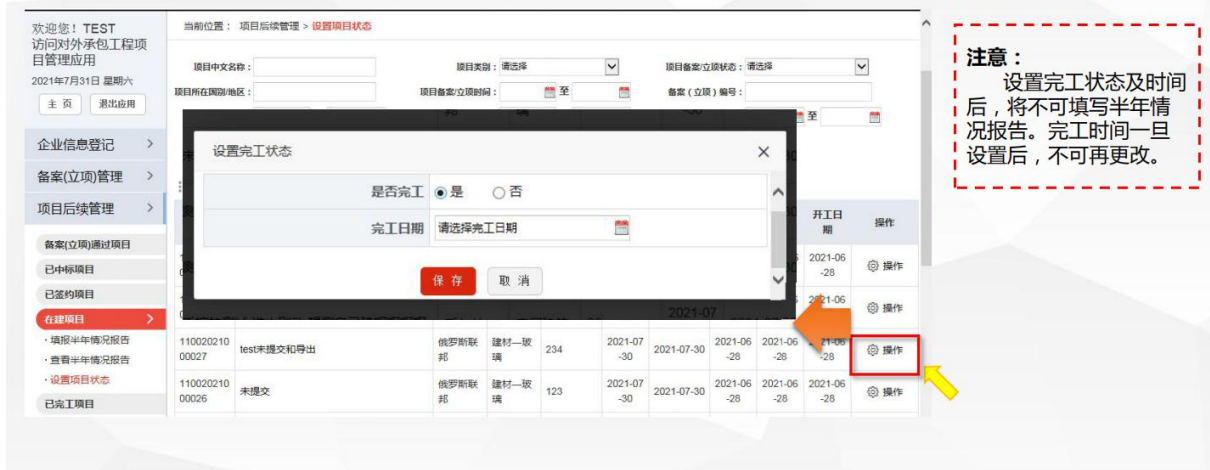 欢迎您！TEST
访问对外承包工程项
目管理应用
2021年7月31日 星期六
主 页
退出应用
企业信息登记
备案(立项)管理
项目后续管理
备案(立项)通过项目
已中标项目
已签约项目
在建项目
·填报半年情况报告
·查看半年情况报告
·设置项目状态
已完工项目
当前位置： 项目后续管理 > 设置项目状态
项目中文名称：
项目类别：请选择
项目备案/立项状态：请选择
项目所在国别/地区：
项目备案/立项时间：
至
备案（立项）编号：
至
设置完工状态
×
是否完工
是
否
完工日期
请选择完工日期
保 存
取 消
开工日
期
操作
2021-06
-28
操作
2021-07
2021-06
操作
110020210
00027
test未提交和导出
俄罗斯联
邦
建材—玻
璃
234
2021-07
-30
2021-07-30
2021-06
-28
2021-06
-28
2021-06
-28
操作
110020210
00026
未提交
俄罗斯联
邦
建材—玻
璃
123
2021-07
-30
2021-07-30
2021-06
-28
2021-06
-28
2021-06
-28
操作
注意：
设置完工状态及时间
后，将不可填写半年情
况报告。完工时间一旦
设置后，不可再更改。